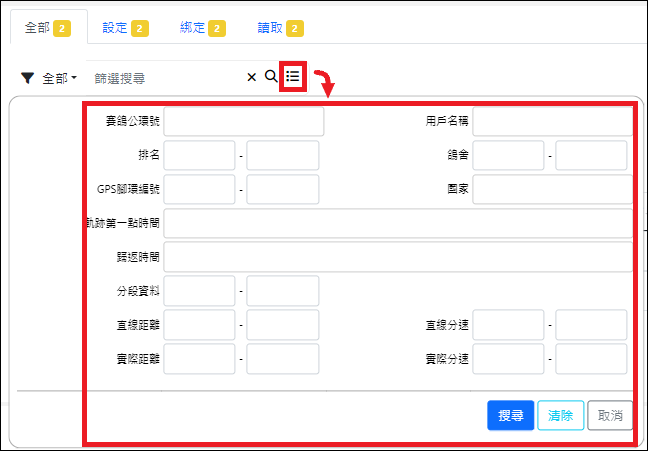 全部 2 設定 2 綁定 2 讀取 2
全部 篩選搜尋
賽鴿公環號 用戶名稱
排名 - 鴿舍 -
GPS腳環編號 - 國家
軌跡第一點時間
歸返時間
分段資料 -
直線距離 - 直線分速 -
實際距離 - 實際分速 -
搜尋 清除 取消